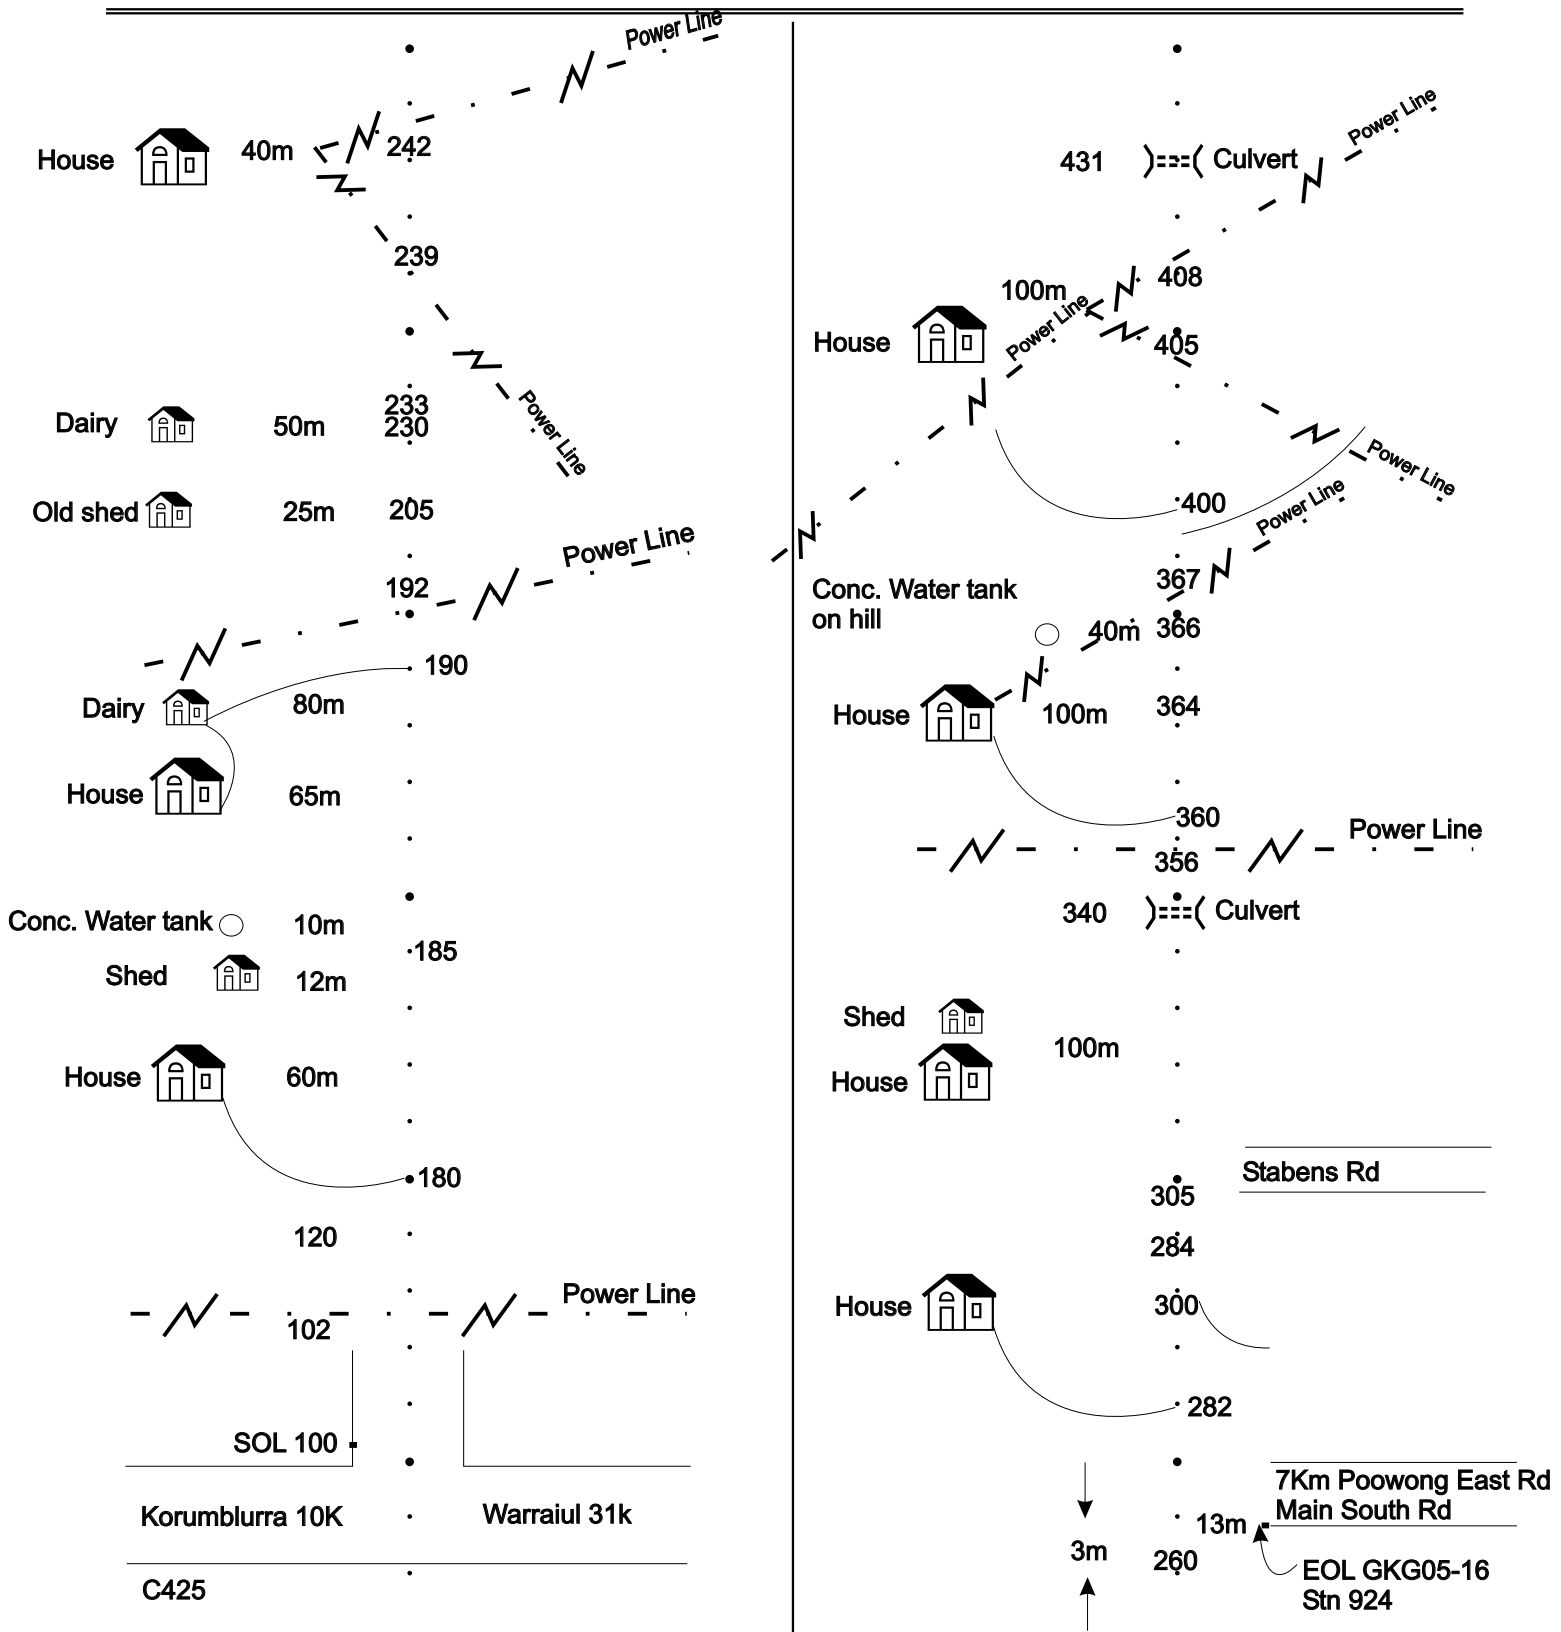 Power Line
House
40m
242
239
Dairy
50m
233
230
Power Line
Old shed
25m
205
192
Power Line
190
Dairy
80m
House
65m
Conc. Water tank
10m
185
Shed
12m
House
60m
180
120
Power Line
102
SOL 100
Korumblurra 10K
Warraiul 31k
C425
Power Line
431
Culvert
408
100m
Power Line
House
405
Power Line
400
Power Line
367
Conc. Water tank
on hill
40m
366
House
100m
364
360
Power Line
356
340
Culvert
Shed
100m
House
Stabens Rd
305
284
House
300
282
7Km Poowong East Rd
Main South Rd
13m
3m
260
EOL GKG05-16
Stn 924